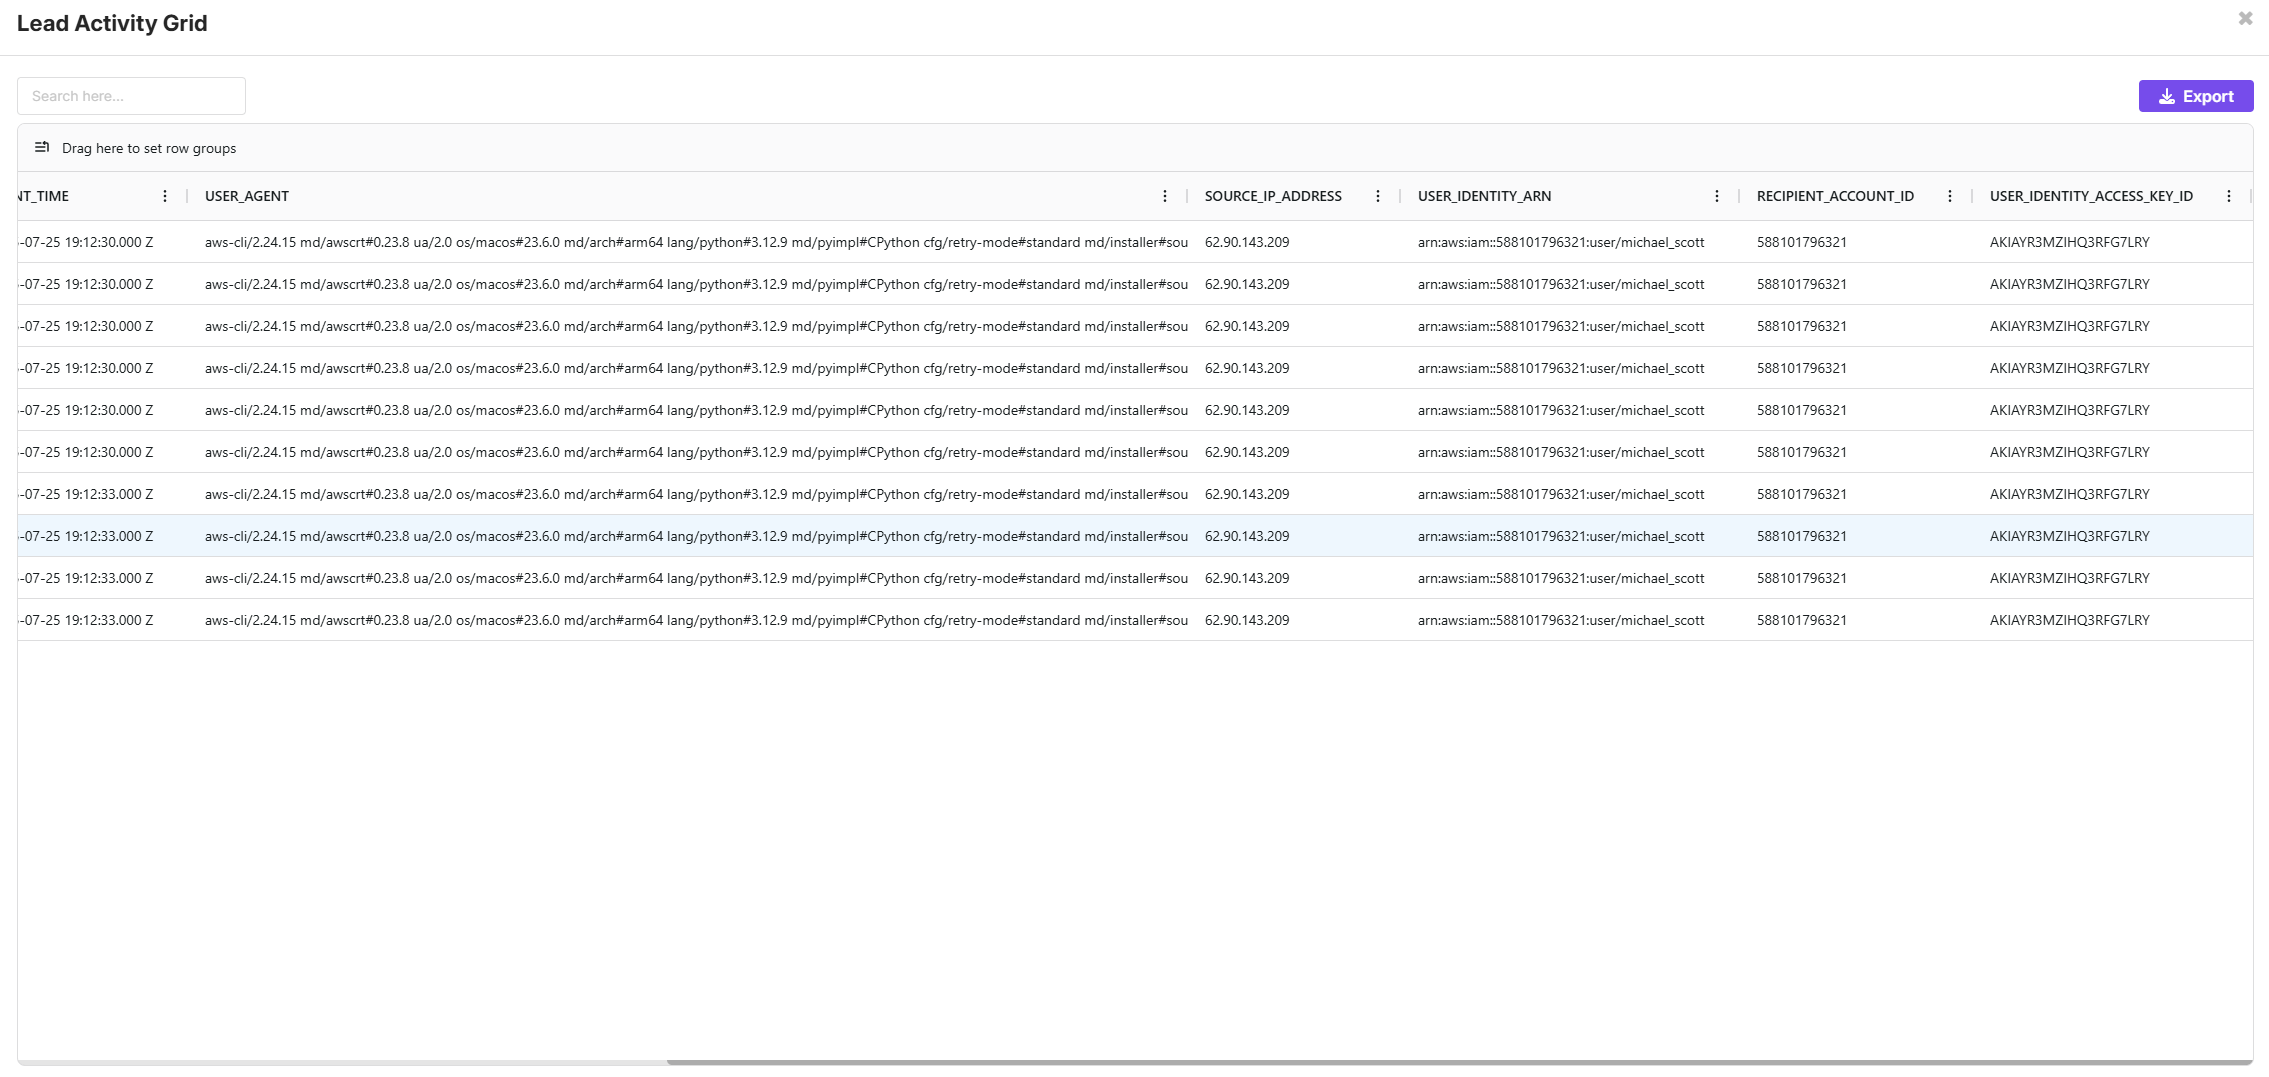 Lead Activity Grid
Search here...
Export
Drag here to set row groups
NT_TIME USER_AGENT SOURCE_IP_ADDRESS USER_IDENTITY_ARN RECIPIENT_ACCOUNT_ID USER_IDENTITY_ACCESS_KEY_ID
-07-25 19:12:30.000 Z aws-cli/2.24.15 md/awscrt#0.23.8 ua/2.0 os/macos#23.6.0 md/arch#arm64 lang/python#3.12.9 md/pyimpl#CPython cfg/retry-mode#standard md/installer#sou 62.90.143.209 arn:aws:iam::588101796321:user/michael_scott 588101796321 AKIAYR3MZIHQ3RFG7LRY
-07-25 19:12:30.000 Z aws-cli/2.24.15 md/awscrt#0.23.8 ua/2.0 os/macos#23.6.0 md/arch#arm64 lang/python#3.12.9 md/pyimpl#CPython cfg/retry-mode#standard md/installer#sou 62.90.143.209 arn:aws:iam::588101796321:user/michael_scott 588101796321 AKIAYR3MZIHQ3RFG7LRY
-07-25 19:12:30.000 Z aws-cli/2.24.15 md/awscrt#0.23.8 ua/2.0 os/macos#23.6.0 md/arch#arm64 lang/python#3.12.9 md/pyimpl#CPython cfg/retry-mode#standard md/installer#sou 62.90.143.209 arn:aws:iam::588101796321:user/michael_scott 588101796321 AKIAYR3MZIHQ3RFG7LRY
-07-25 19:12:30.000 Z aws-cli/2.24.15 md/awscrt#0.23.8 ua/2.0 os/macos#23.6.0 md/arch#arm64 lang/python#3.12.9 md/pyimpl#CPython cfg/retry-mode#standard md/installer#sou 62.90.143.209 arn:aws:iam::588101796321:user/michael_scott 588101796321 AKIAYR3MZIHQ3RFG7LRY
-07-25 19:12:30.000 Z aws-cli/2.24.15 md/awscrt#0.23.8 ua/2.0 os/macos#23.6.0 md/arch#arm64 lang/python#3.12.9 md/pyimpl#CPython cfg/retry-mode#standard md/installer#sou 62.90.143.209 arn:aws:iam::588101796321:user/michael_scott 588101796321 AKIAYR3MZIHQ3RFG7LRY
-07-25 19:12:30.000 Z aws-cli/2.24.15 md/awscrt#0.23.8 ua/2.0 os/macos#23.6.0 md/arch#arm64 lang/python#3.12.9 md/pyimpl#CPython cfg/retry-mode#standard md/installer#sou 62.90.143.209 arn:aws:iam::588101796321:user/michael_scott 588101796321 AKIAYR3MZIHQ3RFG7LRY
-07-25 19:12:33.000 Z aws-cli/2.24.15 md/awscrt#0.23.8 ua/2.0 os/macos#23.6.0 md/arch#arm64 lang/python#3.12.9 md/pyimpl#CPython cfg/retry-mode#standard md/installer#sou 62.90.143.209 arn:aws:iam::588101796321:user/michael_scott 588101796321 AKIAYR3MZIHQ3RFG7LRY
-07-25 19:12:33.000 Z aws-cli/2.24.15 md/awscrt#0.23.8 ua/2.0 os/macos#23.6.0 md/arch#arm64 lang/python#3.12.9 md/pyimpl#CPython cfg/retry-mode#standard md/installer#sou 62.90.143.209 arn:aws:iam::588101796321:user/michael_scott 588101796321 AKIAYR3MZIHQ3RFG7LRY
-07-25 19:12:33.000 Z aws-cli/2.24.15 md/awscrt#0.23.8 ua/2.0 os/macos#23.6.0 md/arch#arm64 lang/python#3.12.9 md/pyimpl#CPython cfg/retry-mode#standard md/installer#sou 62.90.143.209 arn:aws:iam::588101796321:user/michael_scott 588101796321 AKIAYR3MZIHQ3RFG7LRY
-07-25 19:12:33.000 Z aws-cli/2.24.15 md/awscrt#0.23.8 ua/2.0 os/macos#23.6.0 md/arch#arm64 lang/python#3.12.9 md/pyimpl#CPython cfg/retry-mode#standard md/installer#sou 62.90.143.209 arn:aws:iam::588101796321:user/michael_scott 588101796321 AKIAYR3MZIHQ3RFG7LRY